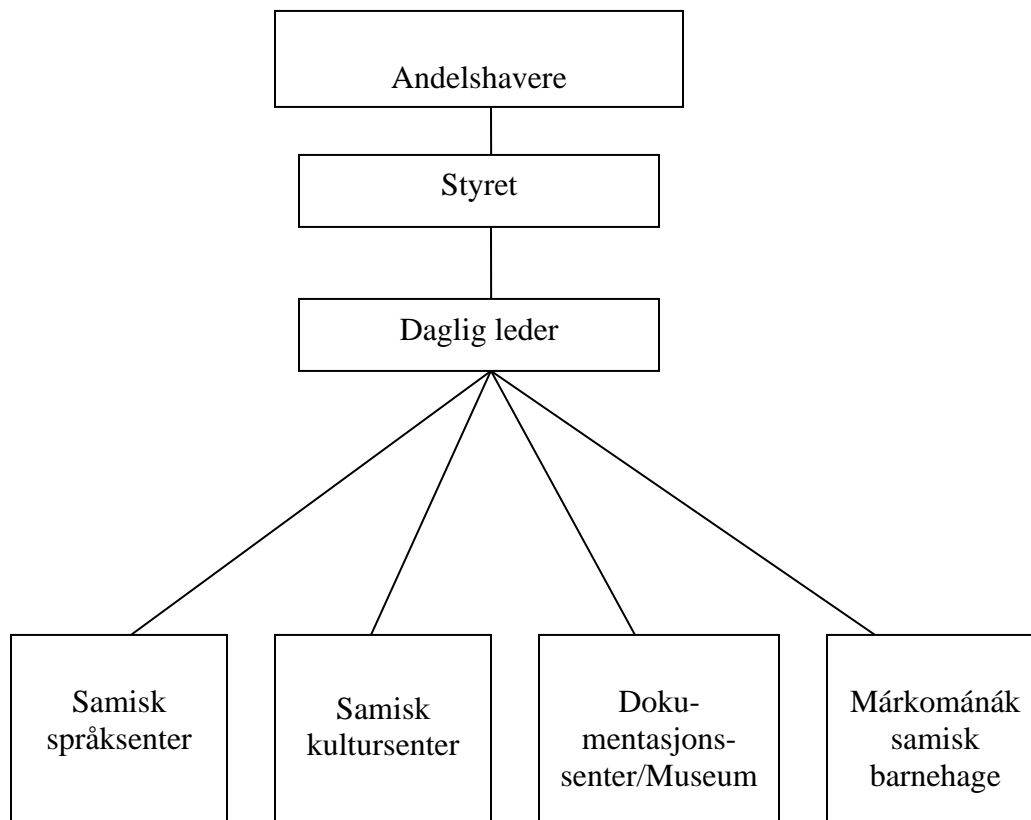 Andelshavere
Styret
Daglig leder
Samisk
språksenter
Samisk
kultursenter
Doku-
mentasjons-
senter/Museum
Márkománák
samisk
barnehage